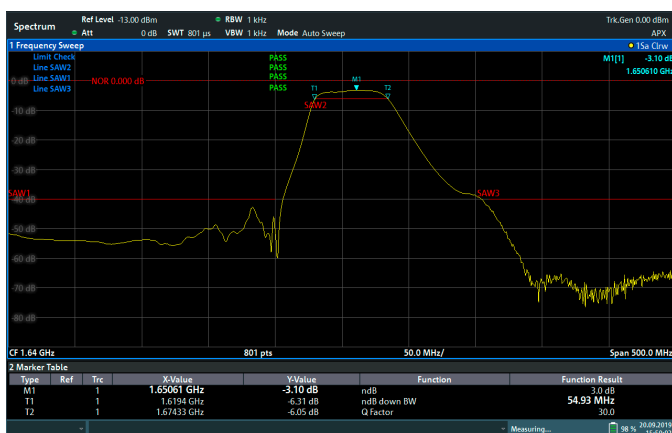 Spectrum
Ref Level -13.00 dBm
RBW 1 kHz
Trk.Gen 0.00 dBm
Att 0 dB SWT 801 µs VBW 1 kHz Mode Auto Sweep
APX
1 Frequency Sweep
1Sa Clrw
Limit Check PASS
Line SAW2 PASS
Line SAW1 PASS
Line SAW3 PASS
M1[1] -3.10 dB
1.650610 GHz
0 dB
NOR 0.000 dB
T1
M1
T2
SAW2
-10 dB
-20 dB
-30 dB
SAW1
SAW3
-40 dB
-50 dB
-60 dB
-70 dB
-80 dB
CF 1.64 GHz 801 pts 50.0 MHz/ Span 500.0 MHz
2 Marker Table
Type Ref Trc X-Value Y-Value Function Function Result
M1 1 1.65061 GHz -3.10 dB ndB 3.0 dB
T1 1 1.6194 GHz -6.31 dB ndB down BW 54.93 MHz
T2 1 1.67433 GHz -6.05 dB Q Factor 30.0
Measuring...
98 %
20.09.2019